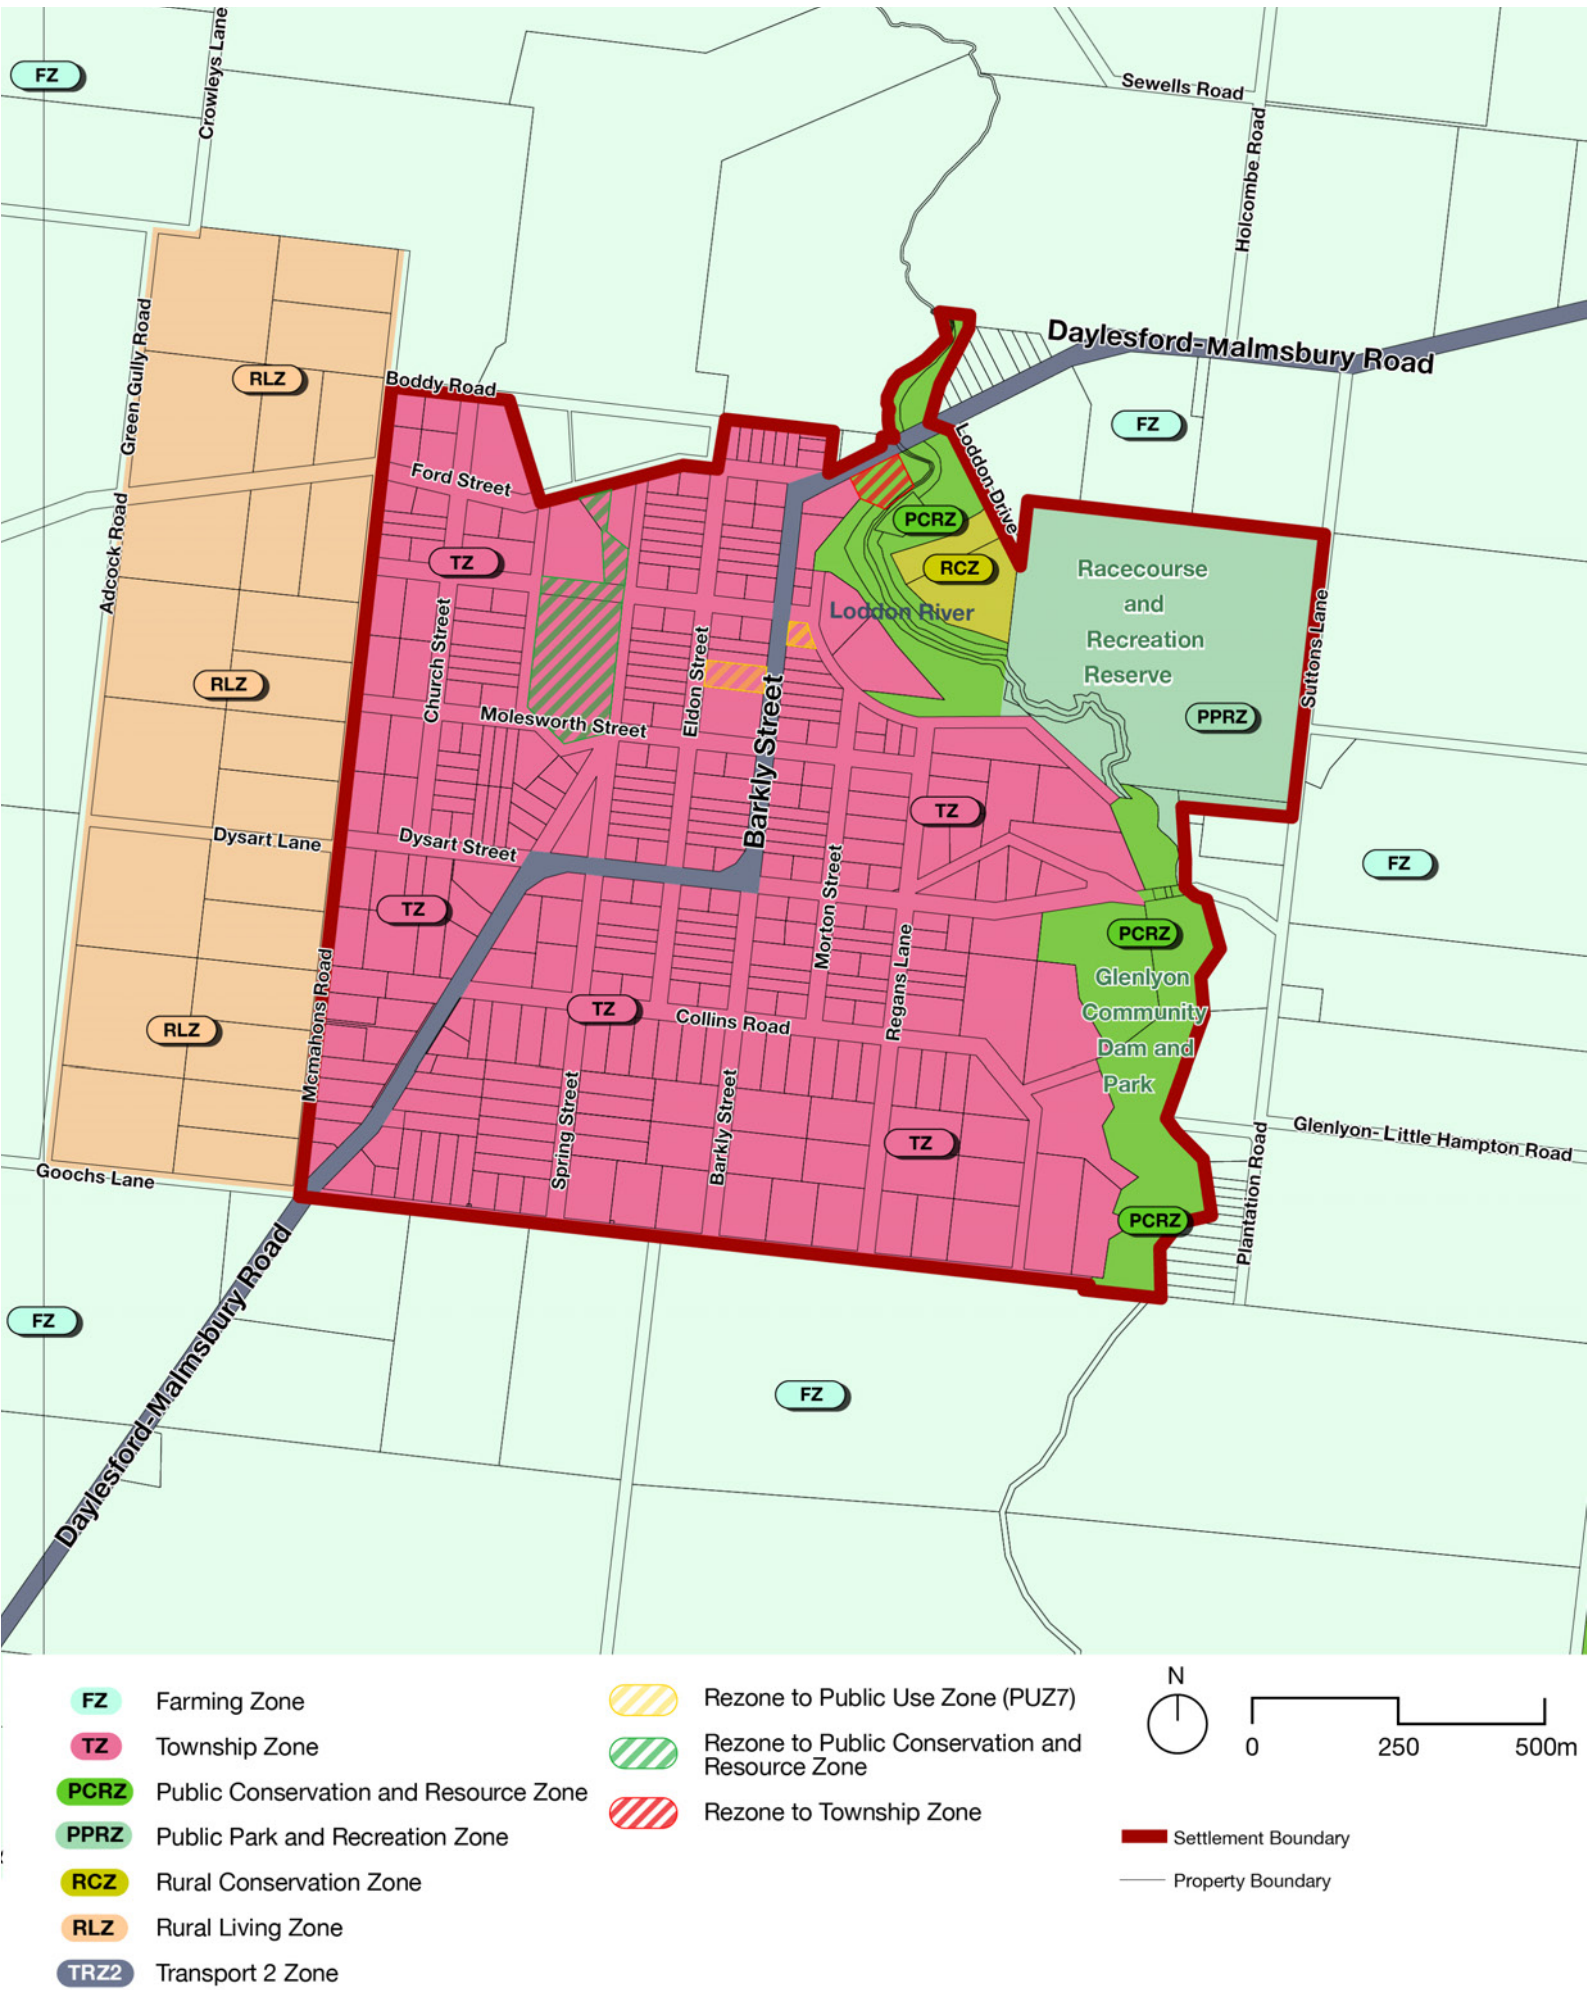 Crowleys Lane
FZ
Sewells Road
Holcombe Road
Green Gully Road
RLZ
Boddy Road
Daylesford-Malmsbury Road
FZ
Loddon Drive
Ford Street
PCRZ
Adcock Road
TZ
RCZ
Racecourse
and
Recreation
Reserve
Loddon River
Church Street
Eldon Street
Suttons Lane
RLZ
Molesworth Street
PPRZ
Barkly Street
TZ
Dysart Lane
Dysart Street
FZ
Morton Street
TZ
PCRZ
Regans Lane
Glenlyon
Community
Dam and
Park
Mcmahons Road
TZ
Collins Road
RLZ
Spring Street
Barkly Street
TZ
Glenlyon- Little Hampton Road
Plantation Road
Goochs Lane
PCRZ
Daylesford-Malmsbury Road
FZ
FZ
FZ Farming Zone
TZ Township Zone
PCRZ Public Conservation and Resource Zone
PPRZ Public Park and Recreation Zone
RCZ Rural Conservation Zone
RLZ Rural Living Zone
TRZ2 Transport 2 Zone
Rezone to Public Use Zone (PUZ7)
Rezone to Public Conservation and
Resource Zone
Rezone to Township Zone
N
0 250 500m
Settlement Boundary
Property Boundary